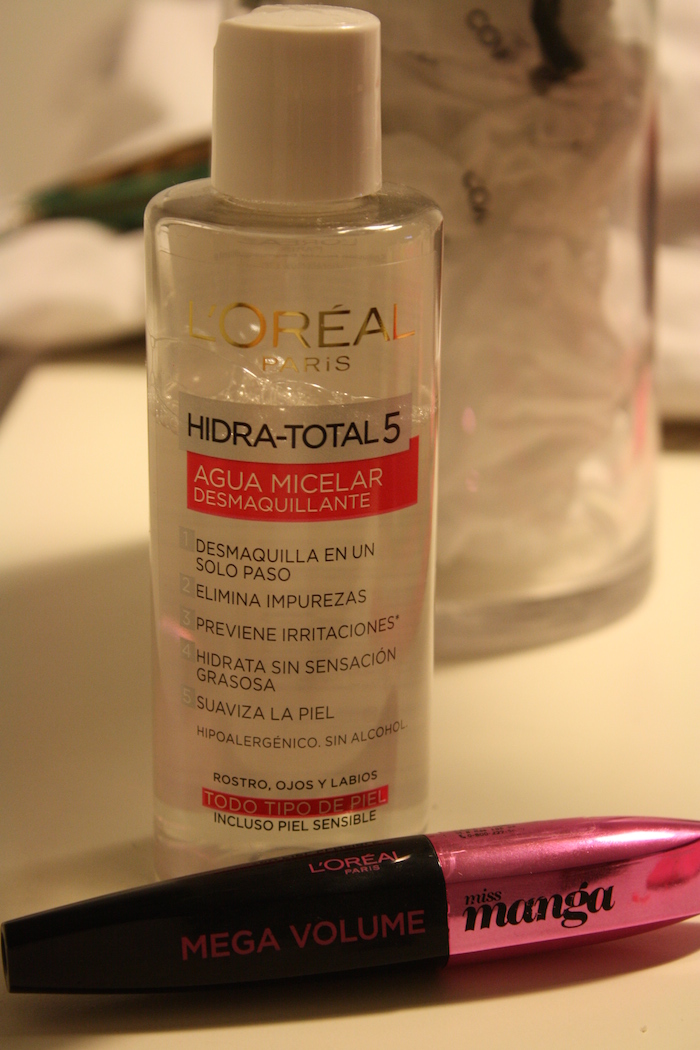 L'ORÉAL
PARIS
HIDRA-TOTAL 5
AGUA MICELAR
DESMAQUILLANTE
1 DESMAQUILLA EN UN
SOLO PASO
2 ELIMINA IMPUREZAS
3 PREVIENE IRRITACIONES*
4 HIDRATA SIN SENSACIÓN
GRASOSA
5 SUAVIZA LA PIEL
HIPOALERGÉNICO. SIN ALCOHOL.
ROSTRO, OJOS Y LABIOS
TODO TIPO DE PIEL
INCLUSO PIEL SENSIBLE
L'ORÉAL
PARIS
MEGA VOLUME
miss
manga